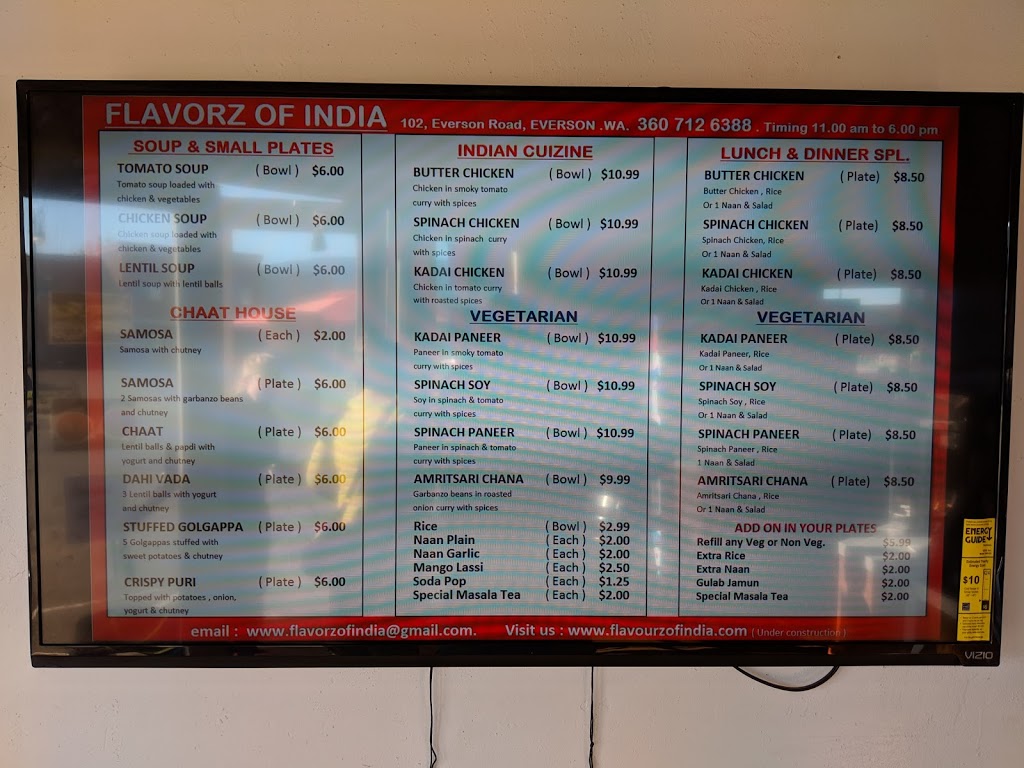 FLAVORZ OF INDIA 102, Everson Road, EVERSON .WA. 360 712 6388 . Timing 11.00 am to 6.00 pm
SOUP & SMALL PLATES
TOMATO SOUP ( Bowl ) $6.00
Tomato soup loaded with
chicken & vegetables
CHICKEN SOUP ( Bowl ) $6.00
Chicken soup loaded with
chicken & vegetables
LENTIL SOUP ( Bowl ) $6.00
Lentil soup with lentil balls
CHAAT HOUSE
SAMOSA ( Each ) $2.00
Samosa with chutney
SAMOSA ( Plate ) $6.00
2 Samosas with garbanzo beans
and chutney
CHAAT ( Plate ) $6.00
Lentil balls & papdi with
yogurt and chutney
DAHI VADA ( Plate ) $6.00
3 Lentil balls with yogurt
and chutney
STUFFED GOLGAPPA ( Plate ) $6.00
5 Golgappas stuffed with
sweet potatoes & chutney
CRISPY PURI ( Plate ) $6.00
Topped with potatoes , onion,
yogurt & chutney
INDIAN CUIZINE
BUTTER CHICKEN ( Bowl ) $10.99
Chicken in smoky tomato
curry with spices
SPINACH CHICKEN ( Bowl ) $10.99
Chicken in spinach curry
with spices
KADAI CHICKEN ( Bowl ) $10.99
Chicken in tomato curry
with roasted spices
VEGETARIAN
KADAI PANEER ( Bowl ) $10.99
Paneer in smoky tomato
curry with spices
SPINACH SOY ( Bowl ) $10.99
Soy in spinach & tomato
curry with spices
SPINACH PANEER ( Bowl ) $10.99
Paneer in spinach & tomato
curry with spices
AMRITSARI CHANA ( Bowl ) $9.99
Garbanzo beans in roasted
onion curry with spices
Rice ( Bowl ) $2.99
Naan Plain ( Each ) $2.00
Naan Garlic ( Each ) $2.00
Mango Lassi ( Each ) $2.50
Soda Pop ( Each ) $1.25
Special Masala Tea ( Each ) $2.00
LUNCH & DINNER SPL.
BUTTER CHICKEN ( Plate ) $8.50
Butter Chicken , Rice
Or 1 Naan & Salad
SPINACH CHICKEN ( Plate ) $8.50
Spinach Chicken, Rice
Or 1 Naan & Salad
KADAI CHICKEN ( Plate ) $8.50
Kadai Chicken , Rice
Or 1 Naan & Salad
VEGETARIAN
KADAI PANEER ( Plate ) $8.50
Kadai Paneer, Rice
Or 1 Naan & Salad
SPINACH SOY ( Plate ) $8.50
Spinach Soy , Rice
Or 1 Naan & Salad
SPINACH PANEER ( Plate ) $8.50
Spinach Paneer , Rice
1 Naan & Salad
AMRITSARI CHANA ( Plate ) $8.50
Amritsari Chana , Rice
Or 1 Naan & Salad
ADD ON IN YOUR PLATES
Refill any Veg or Non Veg. $5.99
Extra Rice $2.00
Extra Naan $2.00
Gulab Jamun $2.00
Special Masala Tea $2.00
email : www.flavorzofindia@gmail.com. Visit us : www.flavourzofindia.com ( Under construction )
ENERGY
GUIDE
$10
VIZIO